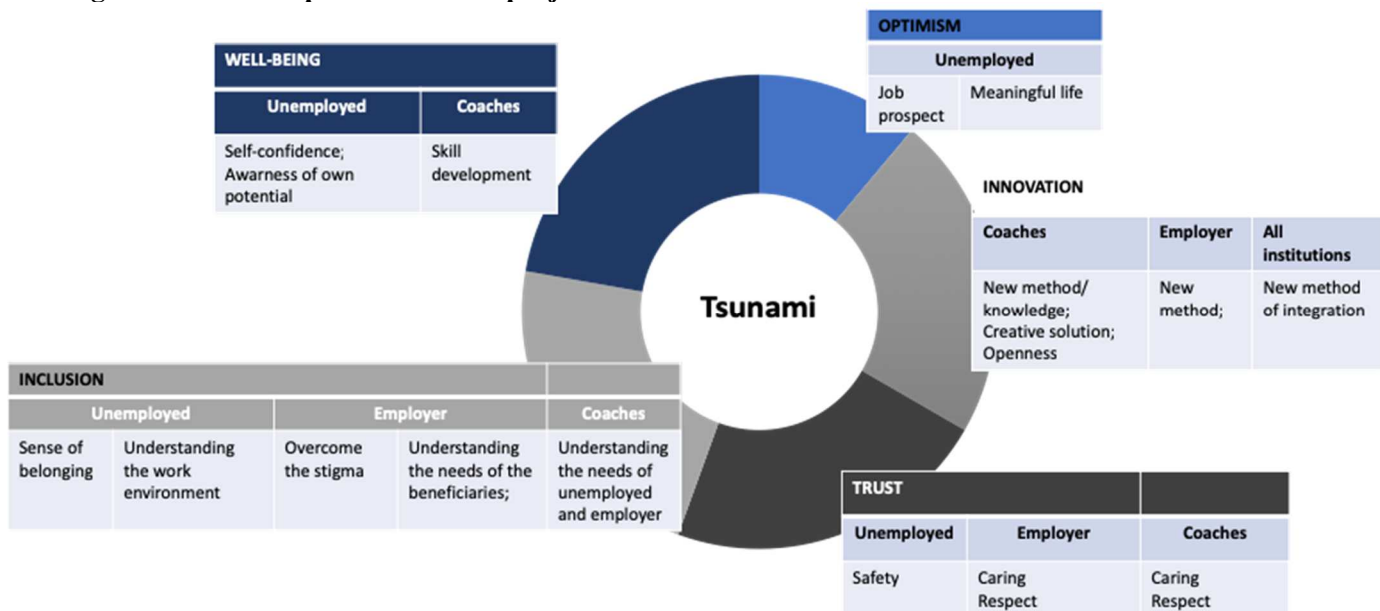 OPTIMISM
Unemployed
Job prospect
Meaningful life
WELL-BEING
Unemployed
Coaches
Self-confidence;
Awarness of own
potential
Skill
development
INNOVATION
Coaches
Employer
All
institutions
New method/
knowledge;
Creative solution;
Openness
New
method;
New method
of integration
Tsunami
INCLUSION
Unemployed
Employer
Coaches
Sense of
belonging
Understanding
the work
environment
Overcome
the stigma
Understanding
the needs of the
beneficiaries;
Understanding
the needs of
unemployed
and employer
TRUST
Unemployed
Employer
Coaches
Safety
Caring
Respect
Caring
Respect